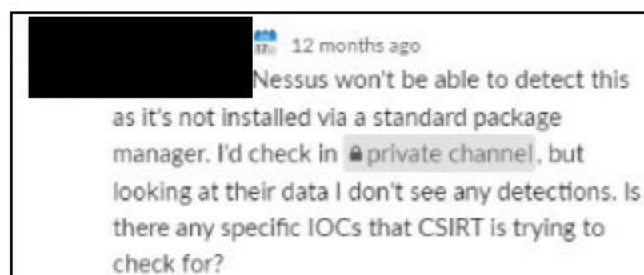 12 months ago
Nessus won't be able to detect this
as it's not installed via a standard package
manager. I'd check in private channel, but
looking at their data I don't see any detections. Is
there any specific IOCs that CSIRT is trying to
check for?